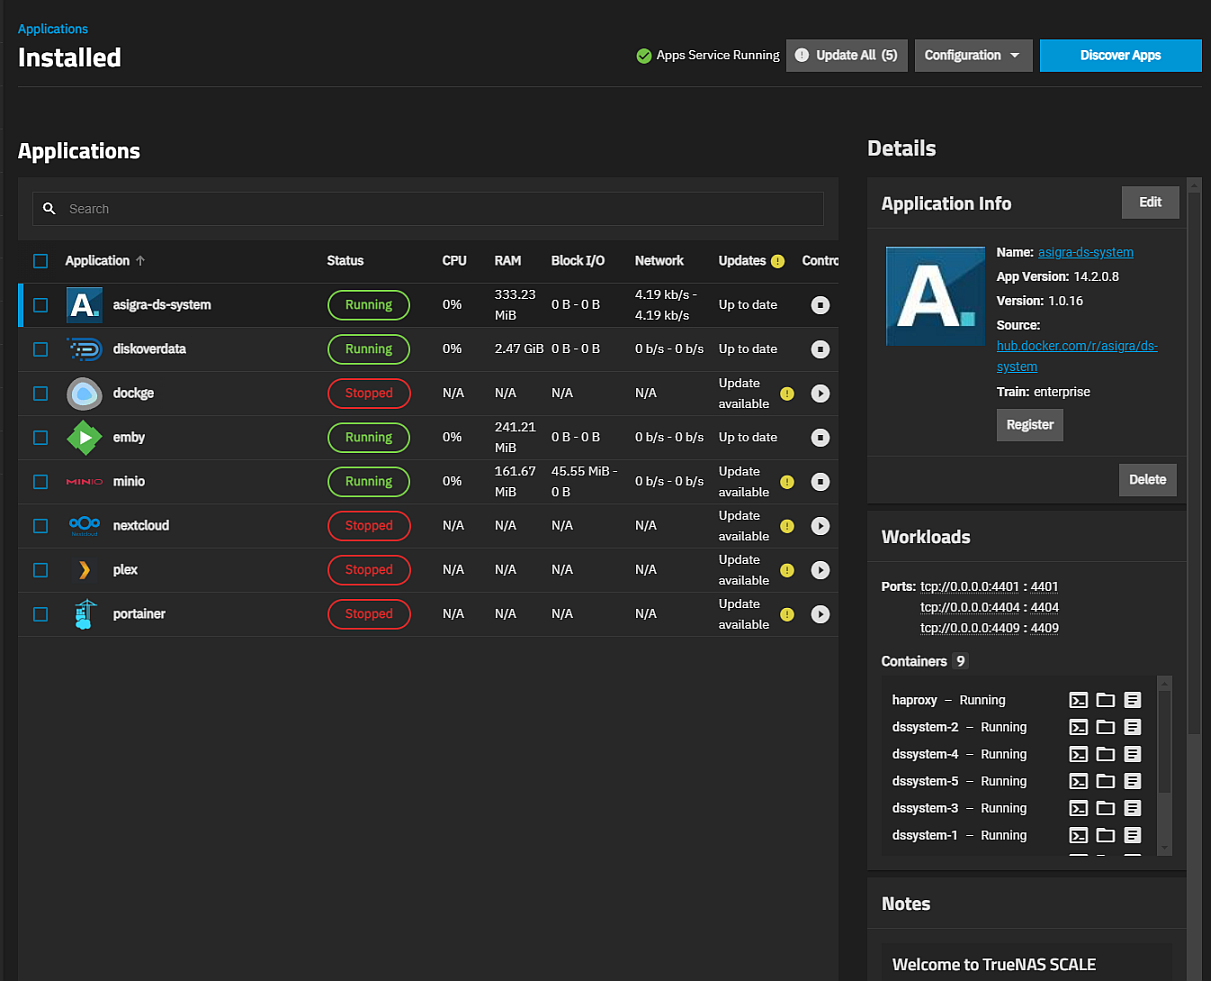 Applications
Installed
Apps Service Running
Update All (5)
Configuration
Discover Apps
Applications
Search
Application Status CPU RAM Block I/O Network Updates Contro
A. asigra-ds-system Running 0% 333.23 MiB 0 B - 0 B 4.19 kb/s - 4.19 kb/s Up to date
diskoverdata Running 0% 2.47 GiB 0 B - 0 B 0 b/s - 0 b/s Up to date
dockge Stopped N/A N/A N/A N/A Update available
emby Running 0% 241.21 MiB 0 B - 0 B 0 b/s - 0 b/s Up to date
MINIO minio Running 0% 161.67 MiB 45.55 MiB - 0 B 0 b/s - 0 b/s Update available
Nextcloud nextcloud Stopped N/A N/A N/A N/A Update available
plex Stopped N/A N/A N/A N/A Update available
portainer Stopped N/A N/A N/A N/A Update available
Details
Application Info
Edit
A.
Name: asigra-ds-system
App Version: 14.2.0.8
Version: 1.0.16
Source:
hub.docker.com/r/asigra/ds-
system
Train: enterprise
Register
Delete
Workloads
Ports: tcp://0.0.0.0:4401 : 4401
tcp://0.0.0.0:4404 : 4404
tcp://0.0.0.0:4409 : 4409
Containers 9
haproxy – Running
dssystem-2 – Running
dssystem-4 – Running
dssystem-5 – Running
dssystem-3 – Running
dssystem-1 – Running
Notes
Welcome to TrueNAS SCALE